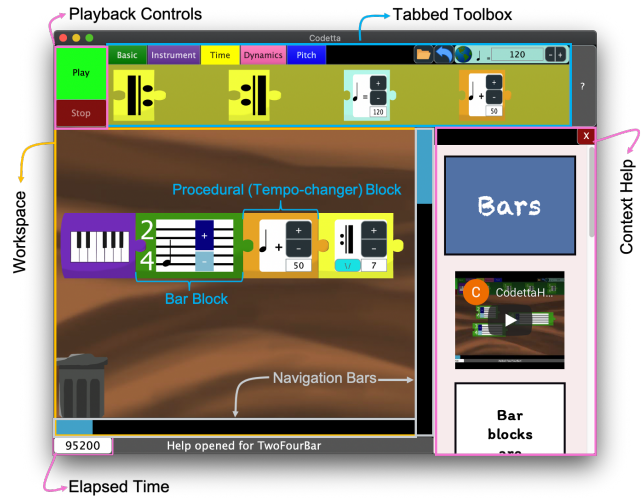 Playback Controls
Tabbed Toolbox
Codetta
Play
Stop
Basic
Instrument
Time
Dynamics
Pitch
= 120 + -
?
= + - 120
+ + - 50
X
Workspace
Context Help
Procedural (Tempo-changer) Block
2
4
+
-
+ + - 50
+ - \/ 7
Bar Block
Bars
C CodettaH...
Navigation Bars
Bar
blocks
are
95200
Help opened for TwoFourBar
Elapsed Time